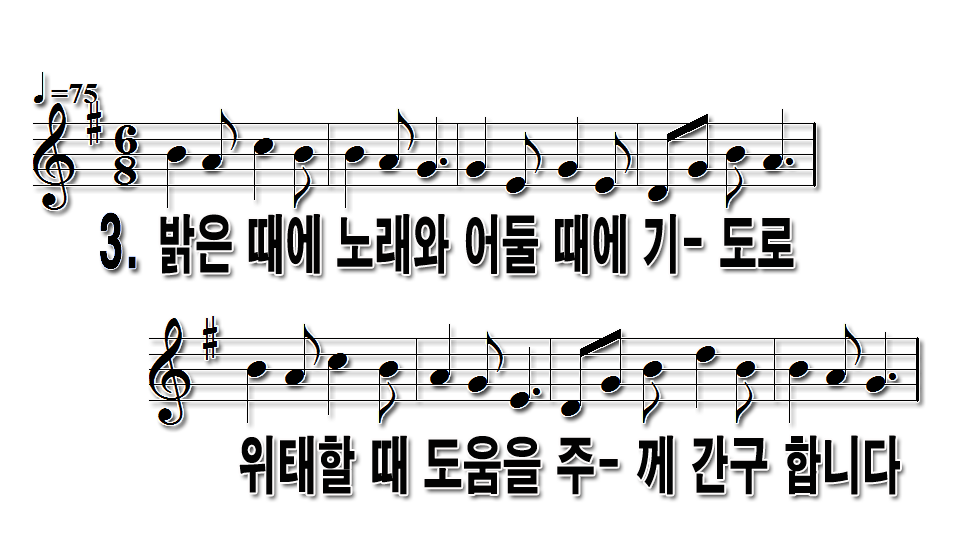 ♩=75
3. 밝은 때에 노래와 어둘 때에 기- 도로
위태할 때 도움을 주- 께 간구 합니다